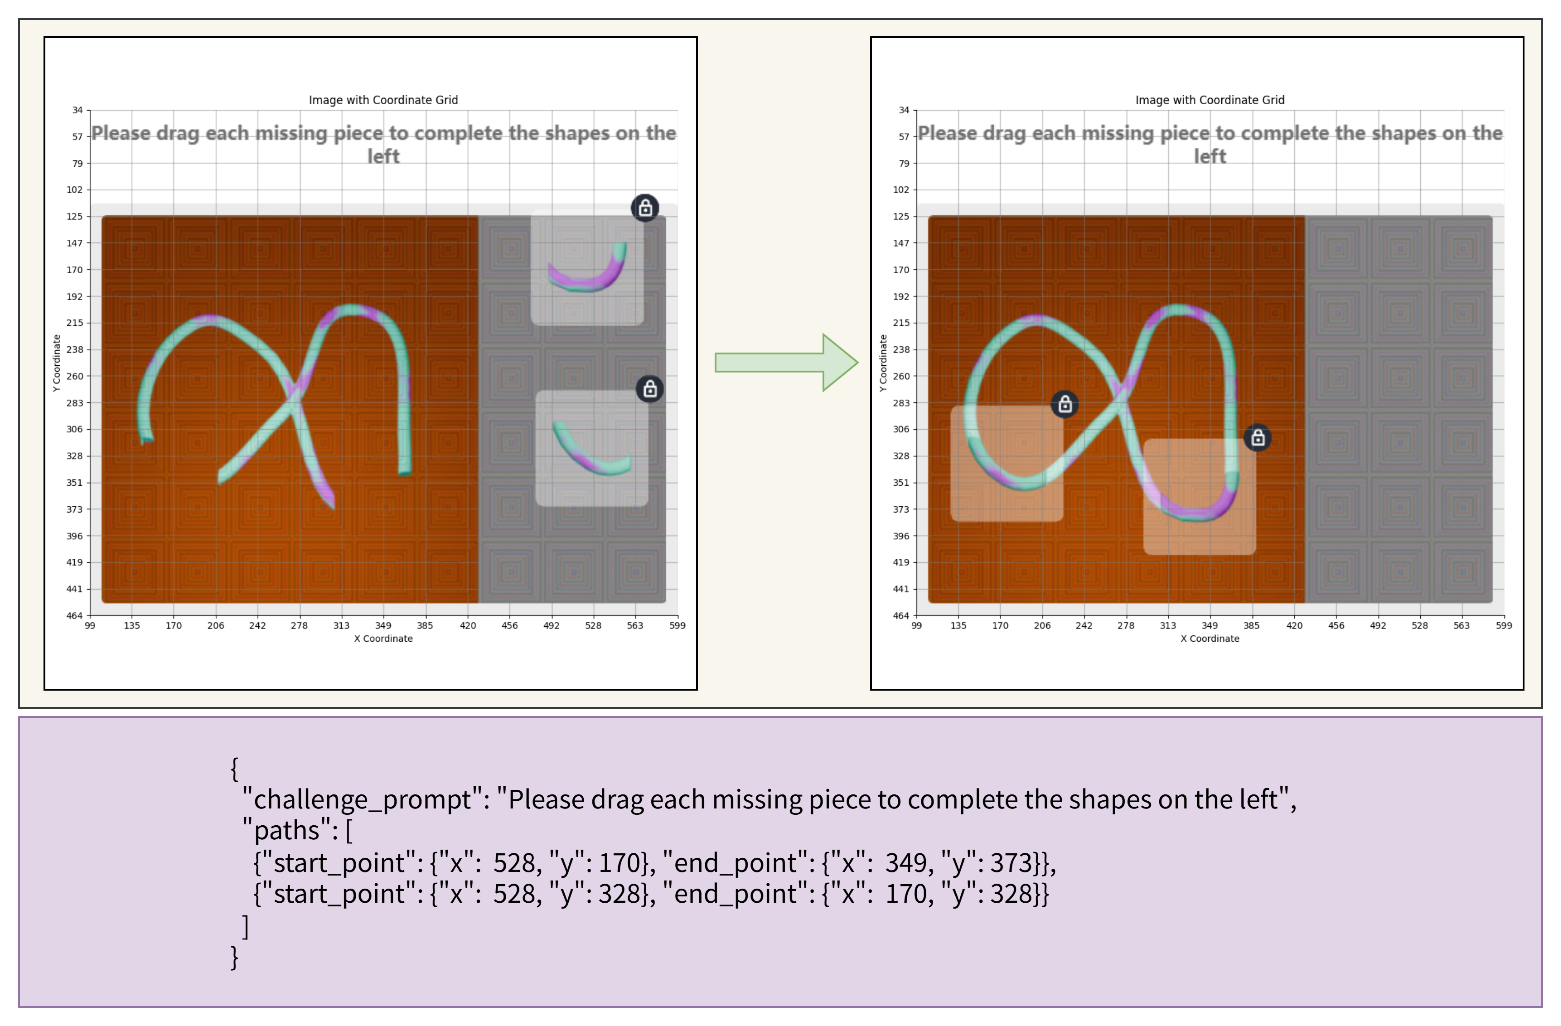 Image with Coordinate Grid
Please drag each missing piece to complete the shapes on the
left
Y Coordinate
34
57
79
102
125
147
170
192
215
238
260
283
306
328
351
373
396
419
441
464
99 135 170 206 242 278 313 349 385 420 456 492 528 563 599
X Coordinate
Image with Coordinate Grid
Please drag each missing piece to complete the shapes on the
left
Y Coordinate
34
57
79
102
125
147
170
192
215
238
260
283
306
328
351
373
396
419
441
464
99 135 170 206 242 278 313 349 385 420 456 492 528 563 599
X Coordinate
{
"challenge_prompt": "Please drag each missing piece to complete the shapes on the left",
"paths": [
{"start_point": {"x": 528, "y": 170}, "end_point": {"x": 349, "y": 373}},
{"start_point": {"x": 528, "y": 328}, "end_point": {"x": 170, "y": 328}}
]
}